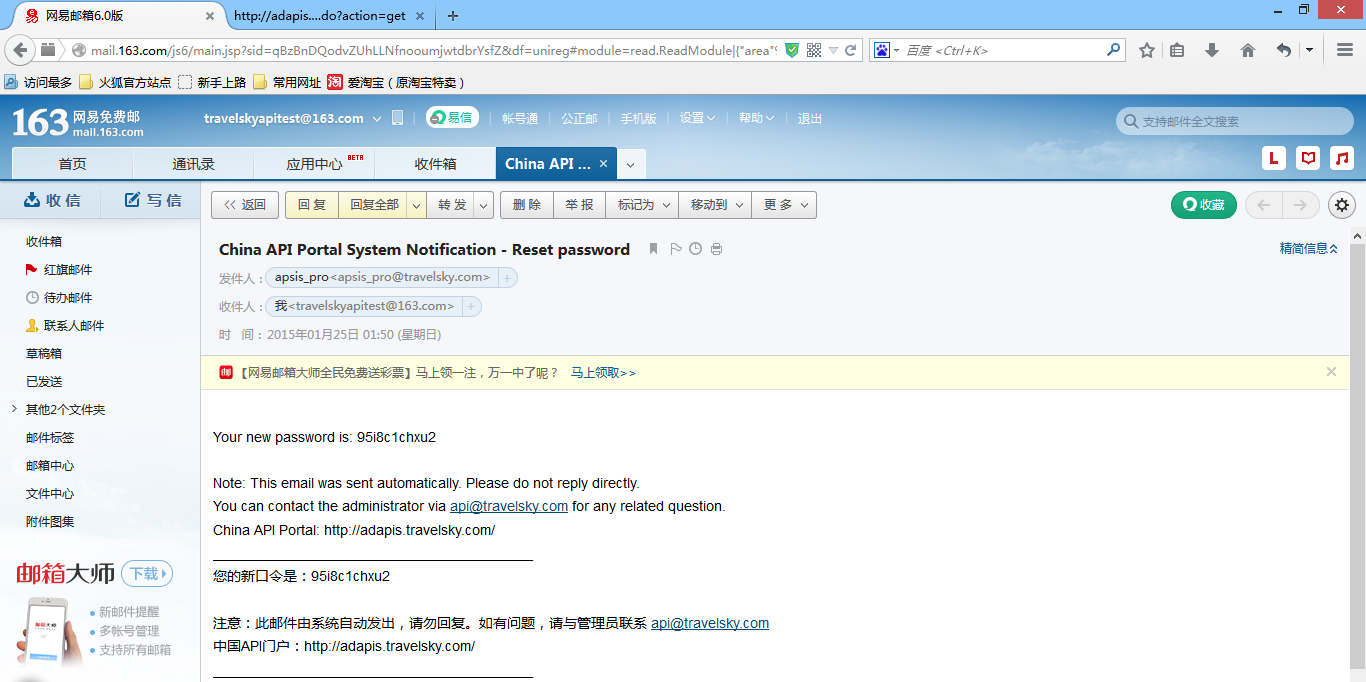 网易邮箱6.0版
http://adapis....do?action=get
mail.163.com/js6/main.jsp?sid=qBzBnDQodvZUhLLNfnooumjwtdbrYsfZ&df=unireg#module=read.ReadModule|{"area"
百度 <Ctrl+K>
访问最多 火狐官方站点 新手上路 常用网址 淘 爱淘宝（原淘宝特卖）
163 网易免费邮
mail.163.com
travelskyapitest@163.com 易信 帐号通 公正邮 手机版 设置 帮助 退出
支持邮件全文搜索
首页 通讯录 应用中心 BETA 收件箱 China API ...
L
收 信 写 信
返回 回 复 回复全部 转 发 删 除 举 报 标记为 移动到 更 多 收藏
收件箱
红旗邮件
待办邮件
联系人邮件
草稿箱
已发送
其他2个文件夹
邮件标签
邮箱中心
文件中心
附件图集
邮箱大师 下载
新邮件提醒
多帐号管理
支持所有邮箱
China API Portal System Notification - Reset password
精简信息
发件人： apsis_pro<apsis_pro@travelsky.com> +
收件人： 我<travelskyapitest@163.com> +
时 间： 2015年01月25日 01:50 (星期日)
邮 【网易邮箱大师全民免费送彩票】马上领一注，万一中了呢？ 马上领取>>
Your new password is: 95i8c1chxu2
Note: This email was sent automatically. Please do not reply directly.
You can contact the administrator via api@travelsky.com for any related question.
China API Portal: http://adapis.travelsky.com/
您的新口令是：95i8c1chxu2
注意：此邮件由系统自动发出，请勿回复。如有问题，请与管理员联系 api@travelsky.com
中国API门户：http://adapis.travelsky.com/